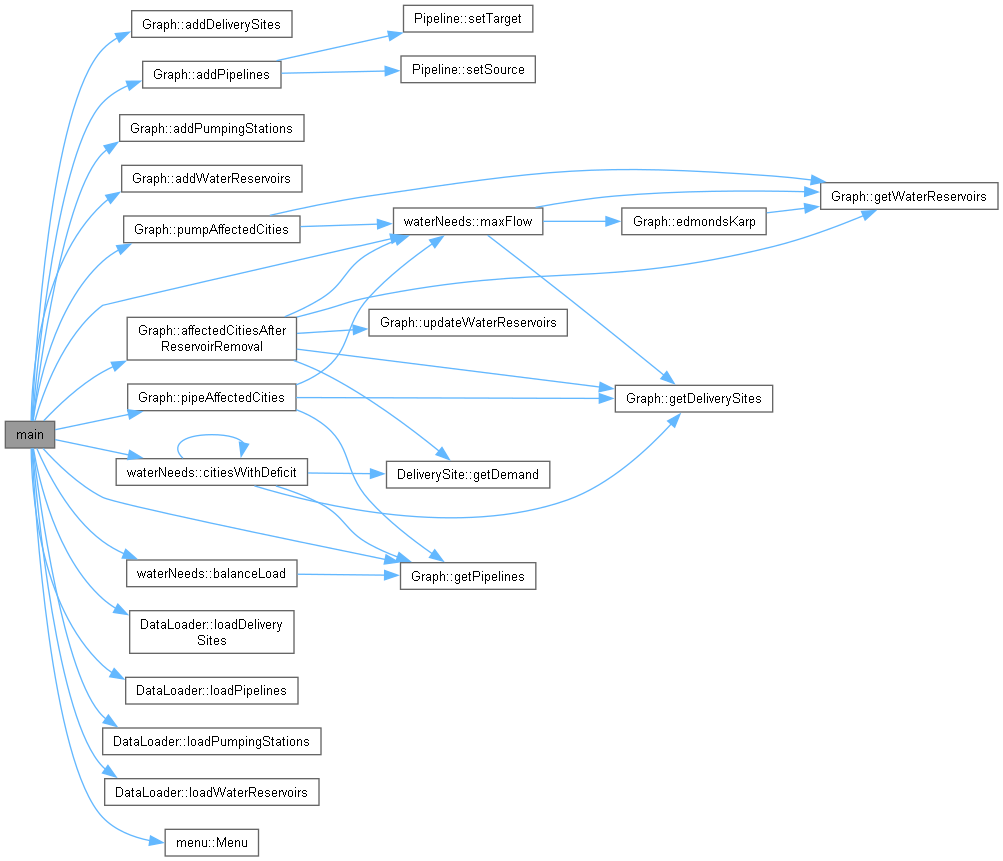 main
Graph::addDeliverySites
Graph::addPipelines
Graph::addPumpingStations
Graph::addWaterReservoirs
Graph::pumpAffectedCities
Graph::affectedCitiesAfter
ReservoirRemoval
Graph::pipeAffectedCities
waterNeeds::citiesWithDeficit
waterNeeds::balanceLoad
DataLoader::loadDelivery
Sites
DataLoader::loadPipelines
DataLoader::loadPumpingStations
DataLoader::loadWaterReservoirs
menu::Menu
Pipeline::setTarget
Pipeline::setSource
waterNeeds::maxFlow
Graph::updateWaterReservoirs
DeliverySite::getDemand
Graph::getPipelines
Graph::edmondsKarp
Graph::getDeliverySites
Graph::getWaterReservoirs